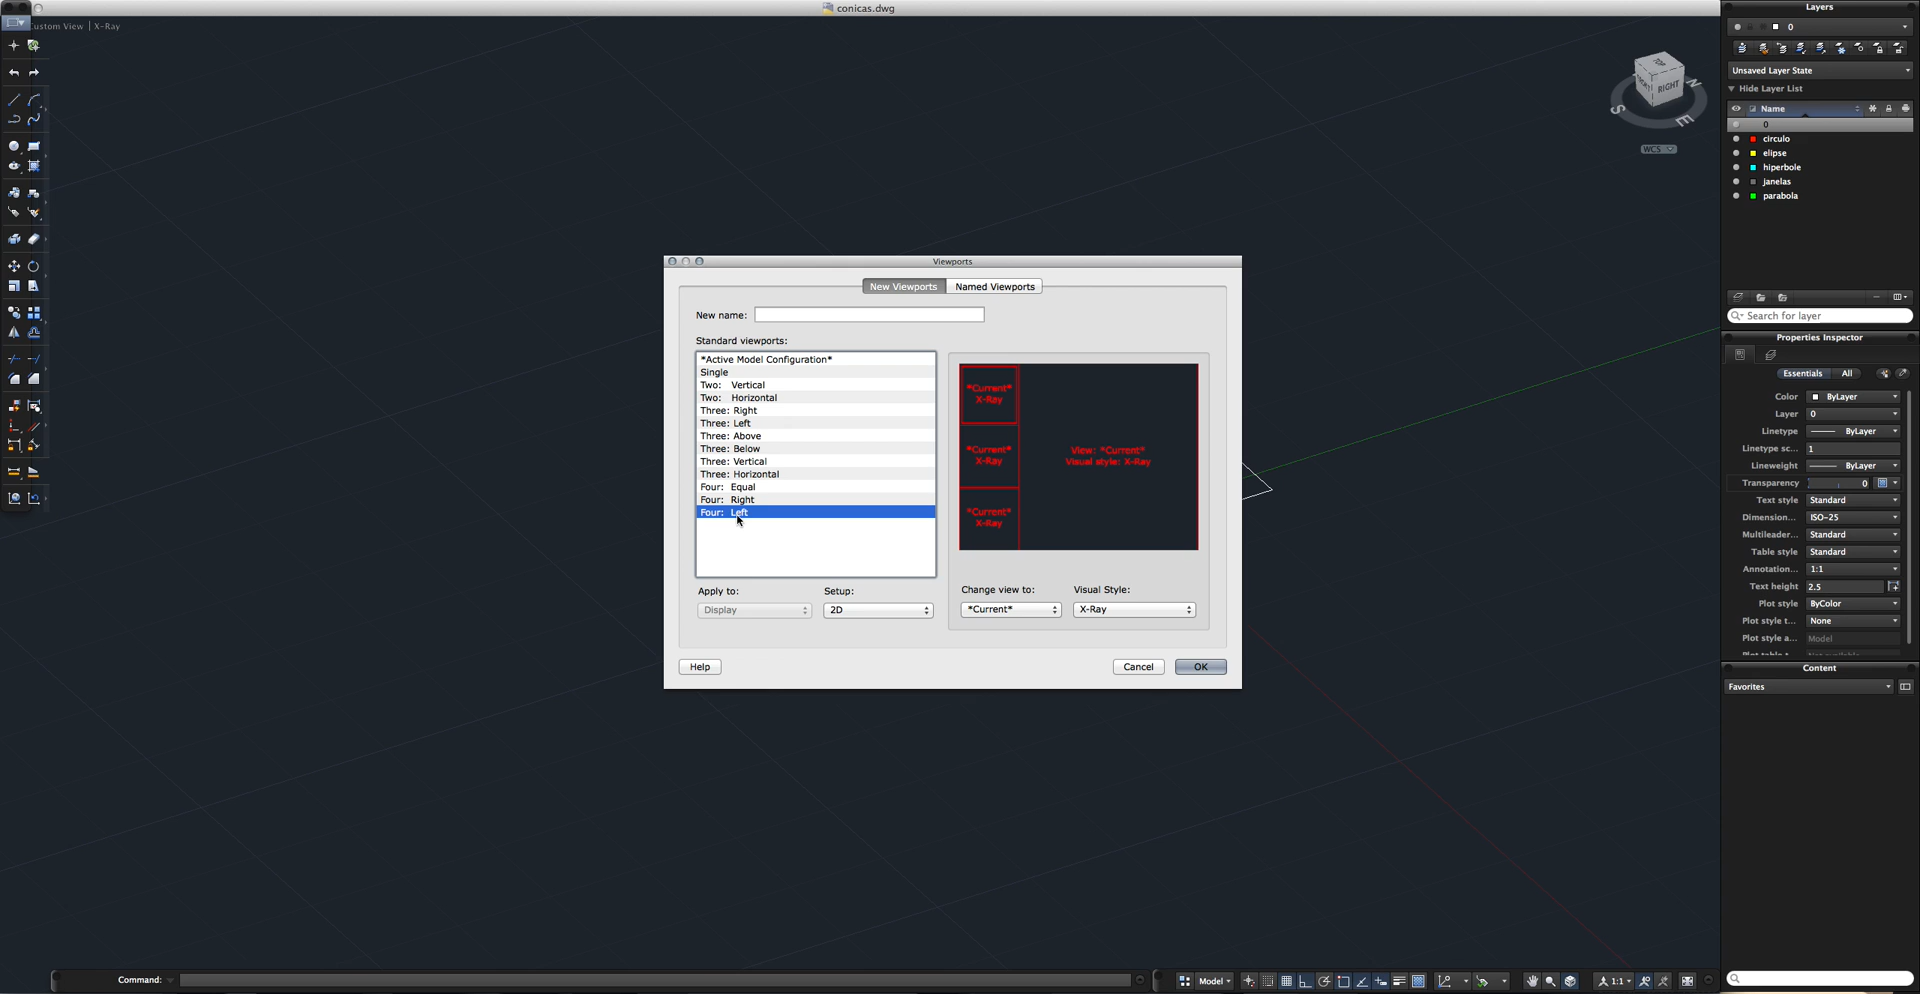 conicas.dwg
Custom View | X-Ray
TOP
FRONT
RIGHT
S
E
N
WCS
Viewports
New Viewports
Named Viewports
New name:
Standard viewports:
*Active Model Configuration*
Single
Two: Vertical
Two: Horizontal
Three: Right
Three: Left
Three: Above
Three: Below
Three: Vertical
Three: Horizontal
Four: Equal
Four: Right
Four: Left
*Current*
X-Ray
*Current*
X-Ray
*Current*
X-Ray
View: *Current*
Visual style: X-Ray
Apply to:
Display
Setup:
2D
Change view to:
*Current*
Visual Style:
X-Ray
Help
Cancel
OK
Layers
0
Unsaved Layer State
Hide Layer List
Name
0
circulo
elipse
hiperbole
janelas
parabola
Search for layer
Properties Inspector
Essentials
All
Color ByLayer
Layer 0
Linetype ByLayer
Linetype sc... 1
Lineweight ByLayer
Transparency 0
Text style Standard
Dimension... ISO-25
Multileader... Standard
Table style Standard
Annotation... 1:1
Text height 2.5
Plot style ByColor
Plot style t... None
Plot style a... Model
Content
Favorites
Command:
Model
1:1